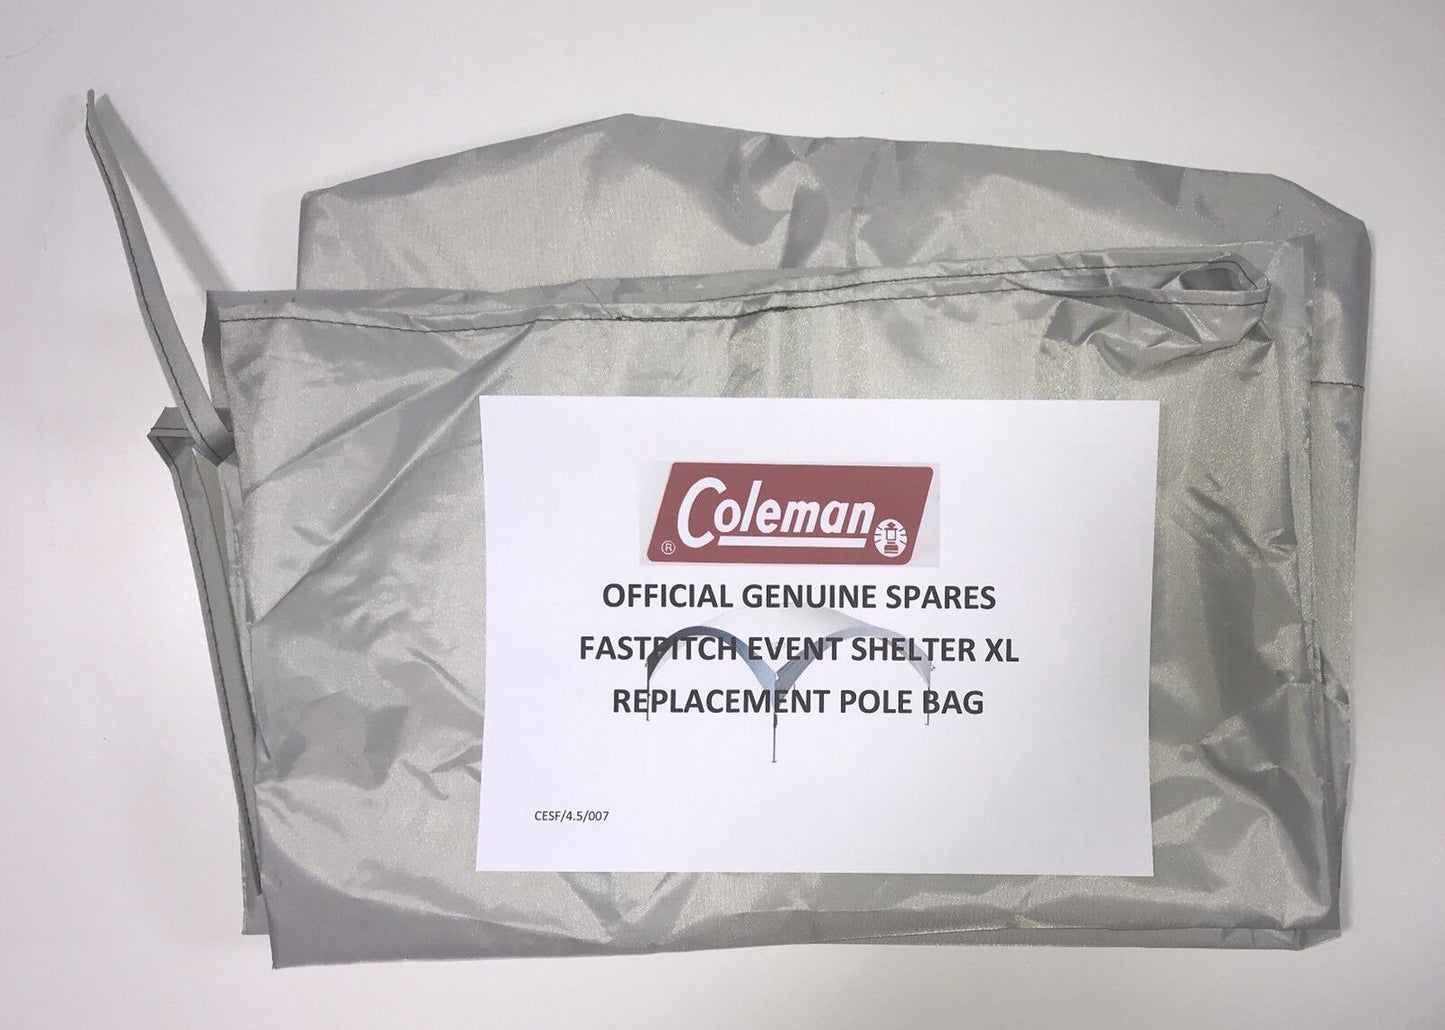 Coleman
®
OFFICIAL GENUINE SPARES
FASTPITCH EVENT SHELTER XL
REPLACEMENT POLE BAG
CESF/4.5/007